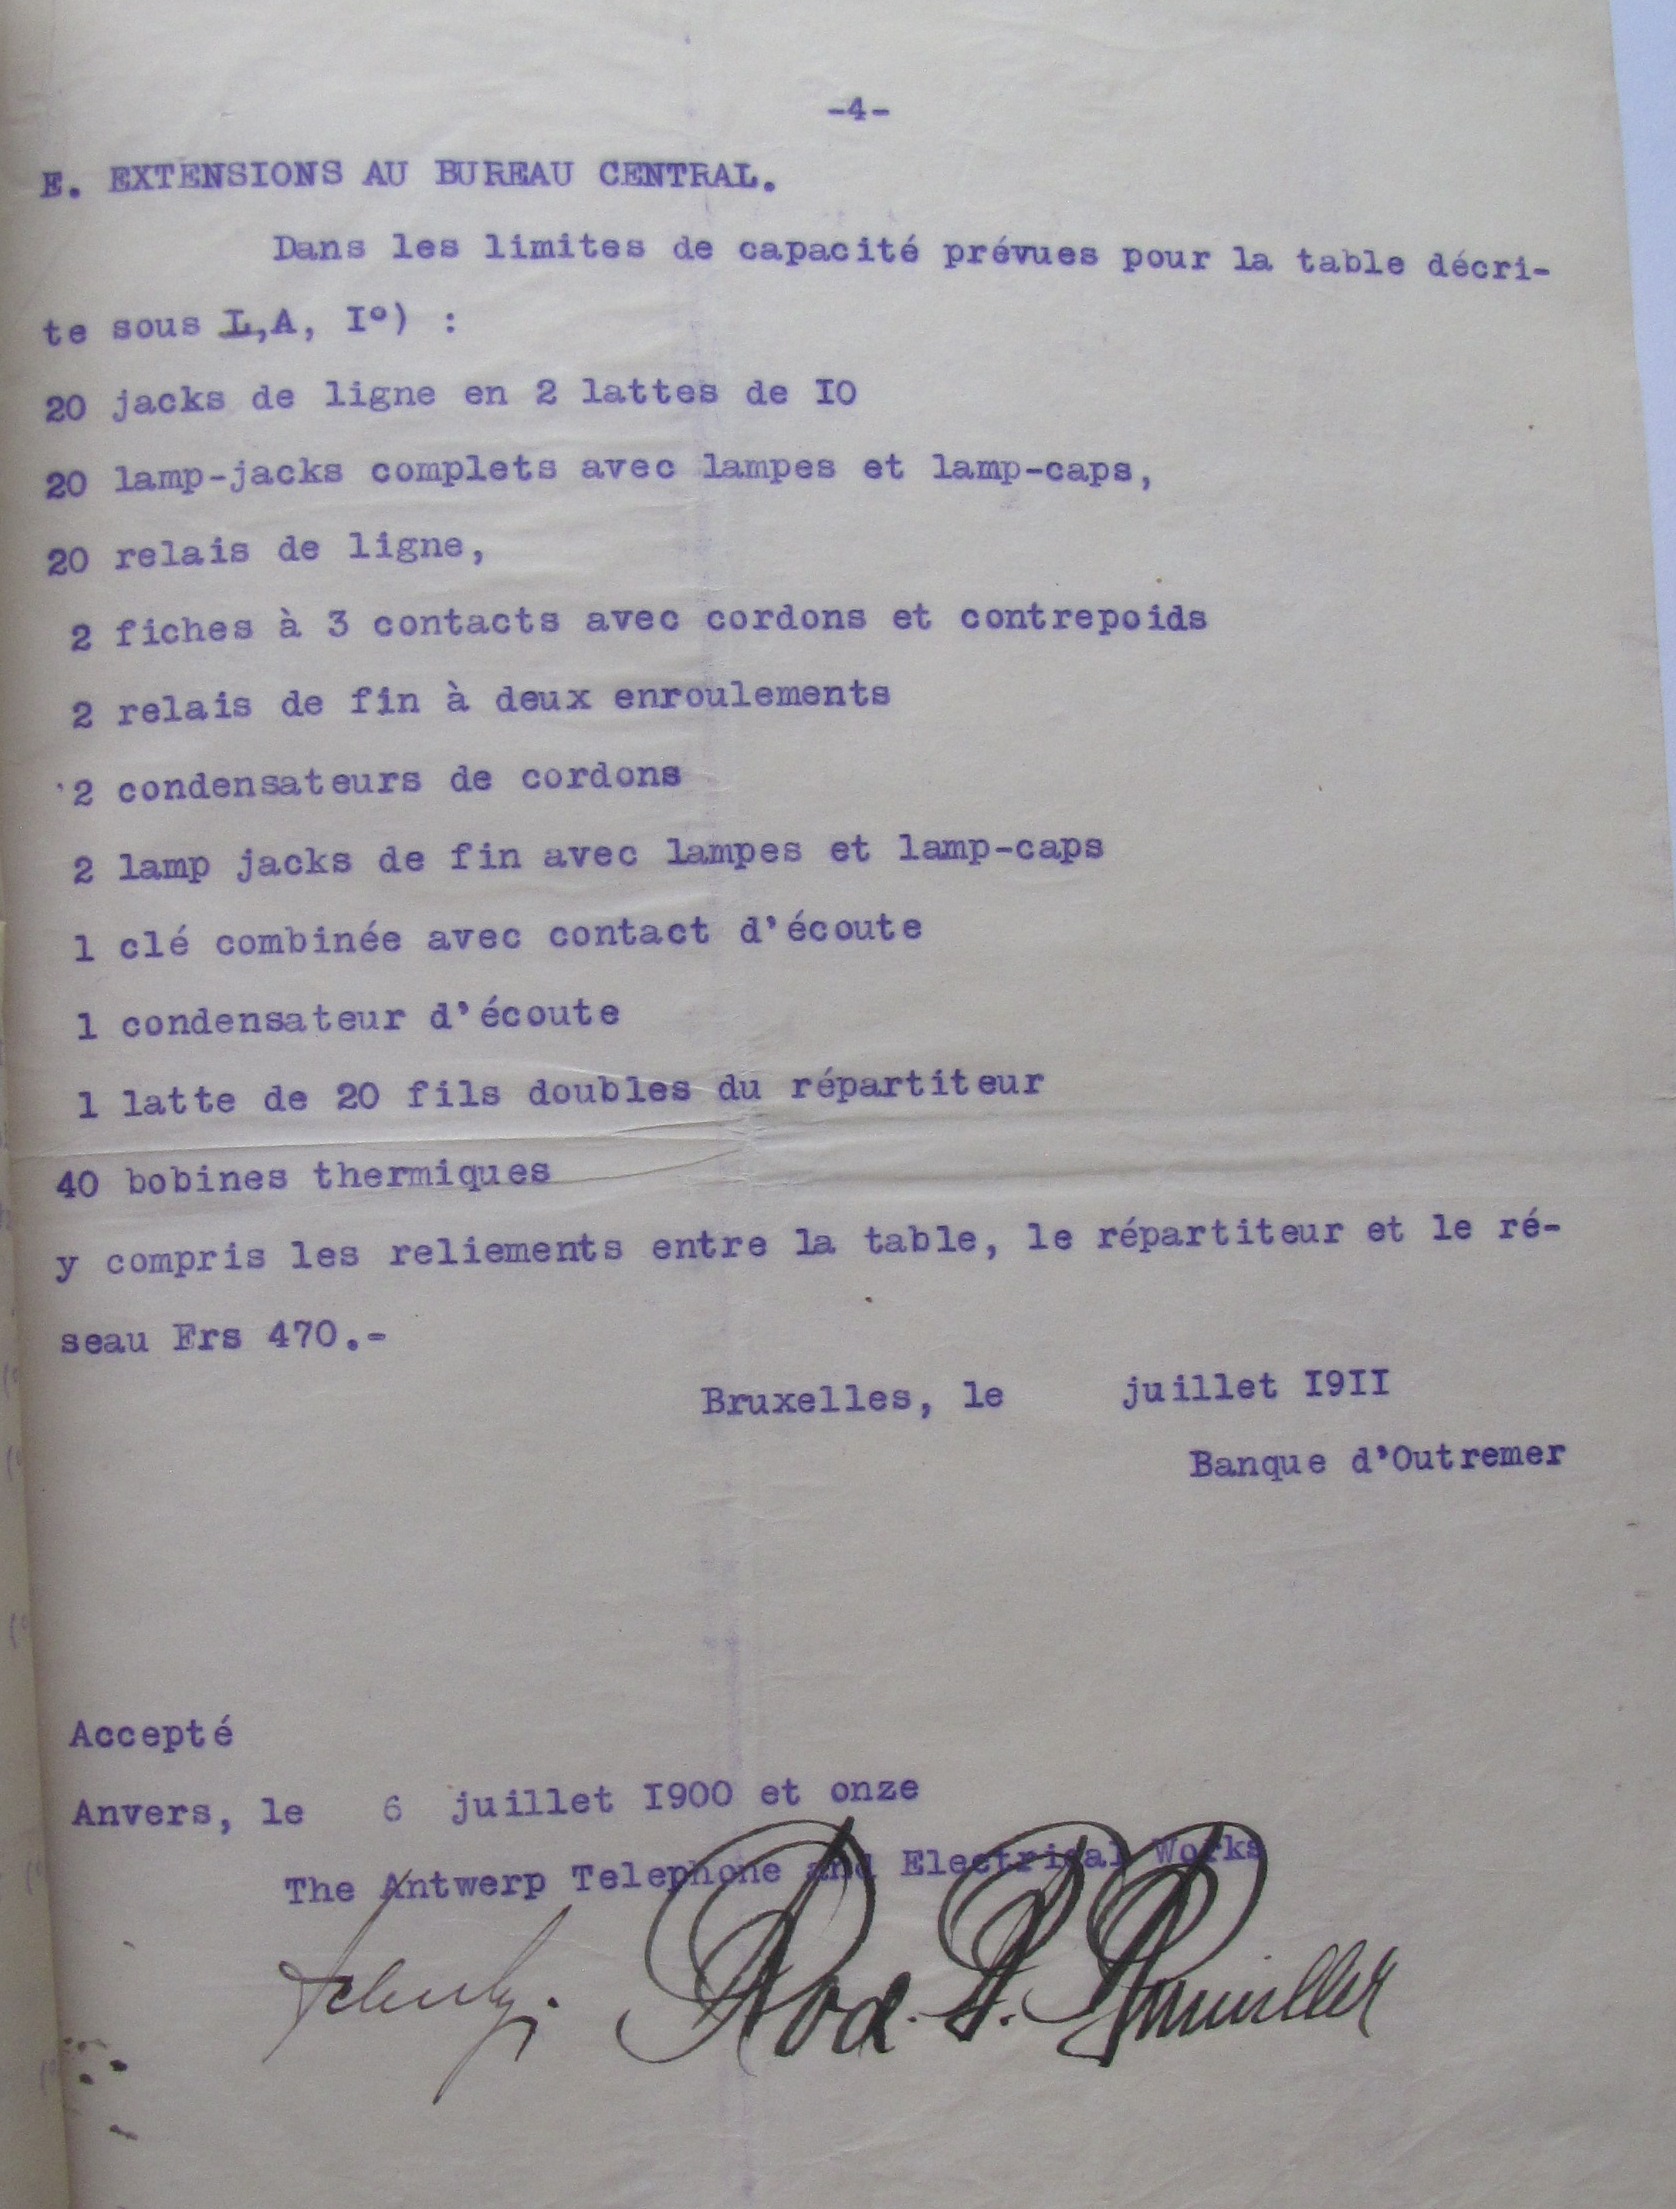 -4-
E. EXTENSIONS AU BUREAU CENTRAL.
Dans les limites de capacité prévues pour la table décri-
te sous I,A, I°) :
20 jacks de ligne en 2 lattes de IO
20 lamp-jacks complets avec lampes et lamp-caps,
20 relais de ligne,
2 fiches à 3 contacts avec cordons et contrepoids
2 relais de fin à deux enroulements
2 condensateurs de cordons
2 lamp jacks de fin avec lampes et lamp-caps
1 clé combinée avec contact d'écoute
1 condensateur d'écoute
1 latte de 20 fils doubles du répartiteur
40 bobines thermiques
y compris les reliements entre la table, le répartiteur et le ré-
seau Frs 470.-
Bruxelles, le juillet I9II
Banque d'Outremer
Accepté
Anvers, le 6 juillet I900 et onze
The Antwerp Telephone and Electrical Works
Rod.